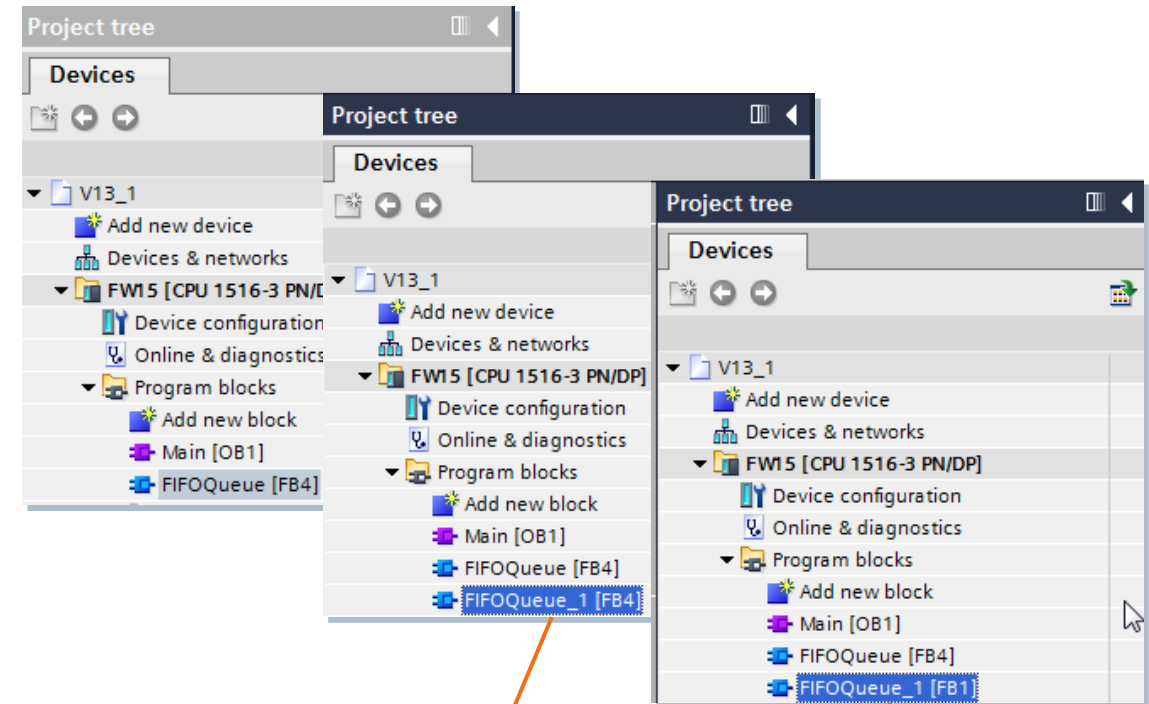 Project tree
Devices
V13_1
Add new device
Devices & networks
FW15 [CPU 1516-3 PN/D
Device configuration
Online & diagnostics
Program blocks
Add new block
Main [OB1]
FIFOQueue [FB4]
Project tree
Devices
V13_1
Add new device
Devices & networks
FW15 [CPU 1516-3 PN/DP]
Device configuration
Online & diagnostics
Program blocks
Add new block
Main [OB1]
FIFOQueue [FB4]
FIFOQueue_1 [FB4]
Project tree
Devices
V13_1
Add new device
Devices & networks
FW15 [CPU 1516-3 PN/DP]
Device configuration
Online & diagnostics
Program blocks
Add new block
Main [OB1]
FIFOQueue [FB4]
FIFOQueue_1 [FB1]